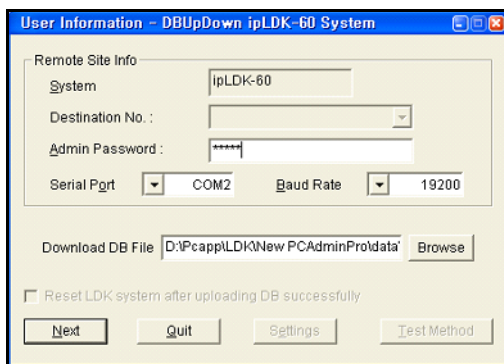 User Information - DBUpDown ipLDK-60 System
Remote Site Info
System ipLDK-60
Destination No. :
Admin Password : *****
Serial Port COM2 Baud Rate 19200
Download DB File D:\Pcapp\LDK\New PCAdminPro\data\ Browse
Reset LDK system after uploading DB successfully
Next Quit Settings Test Method